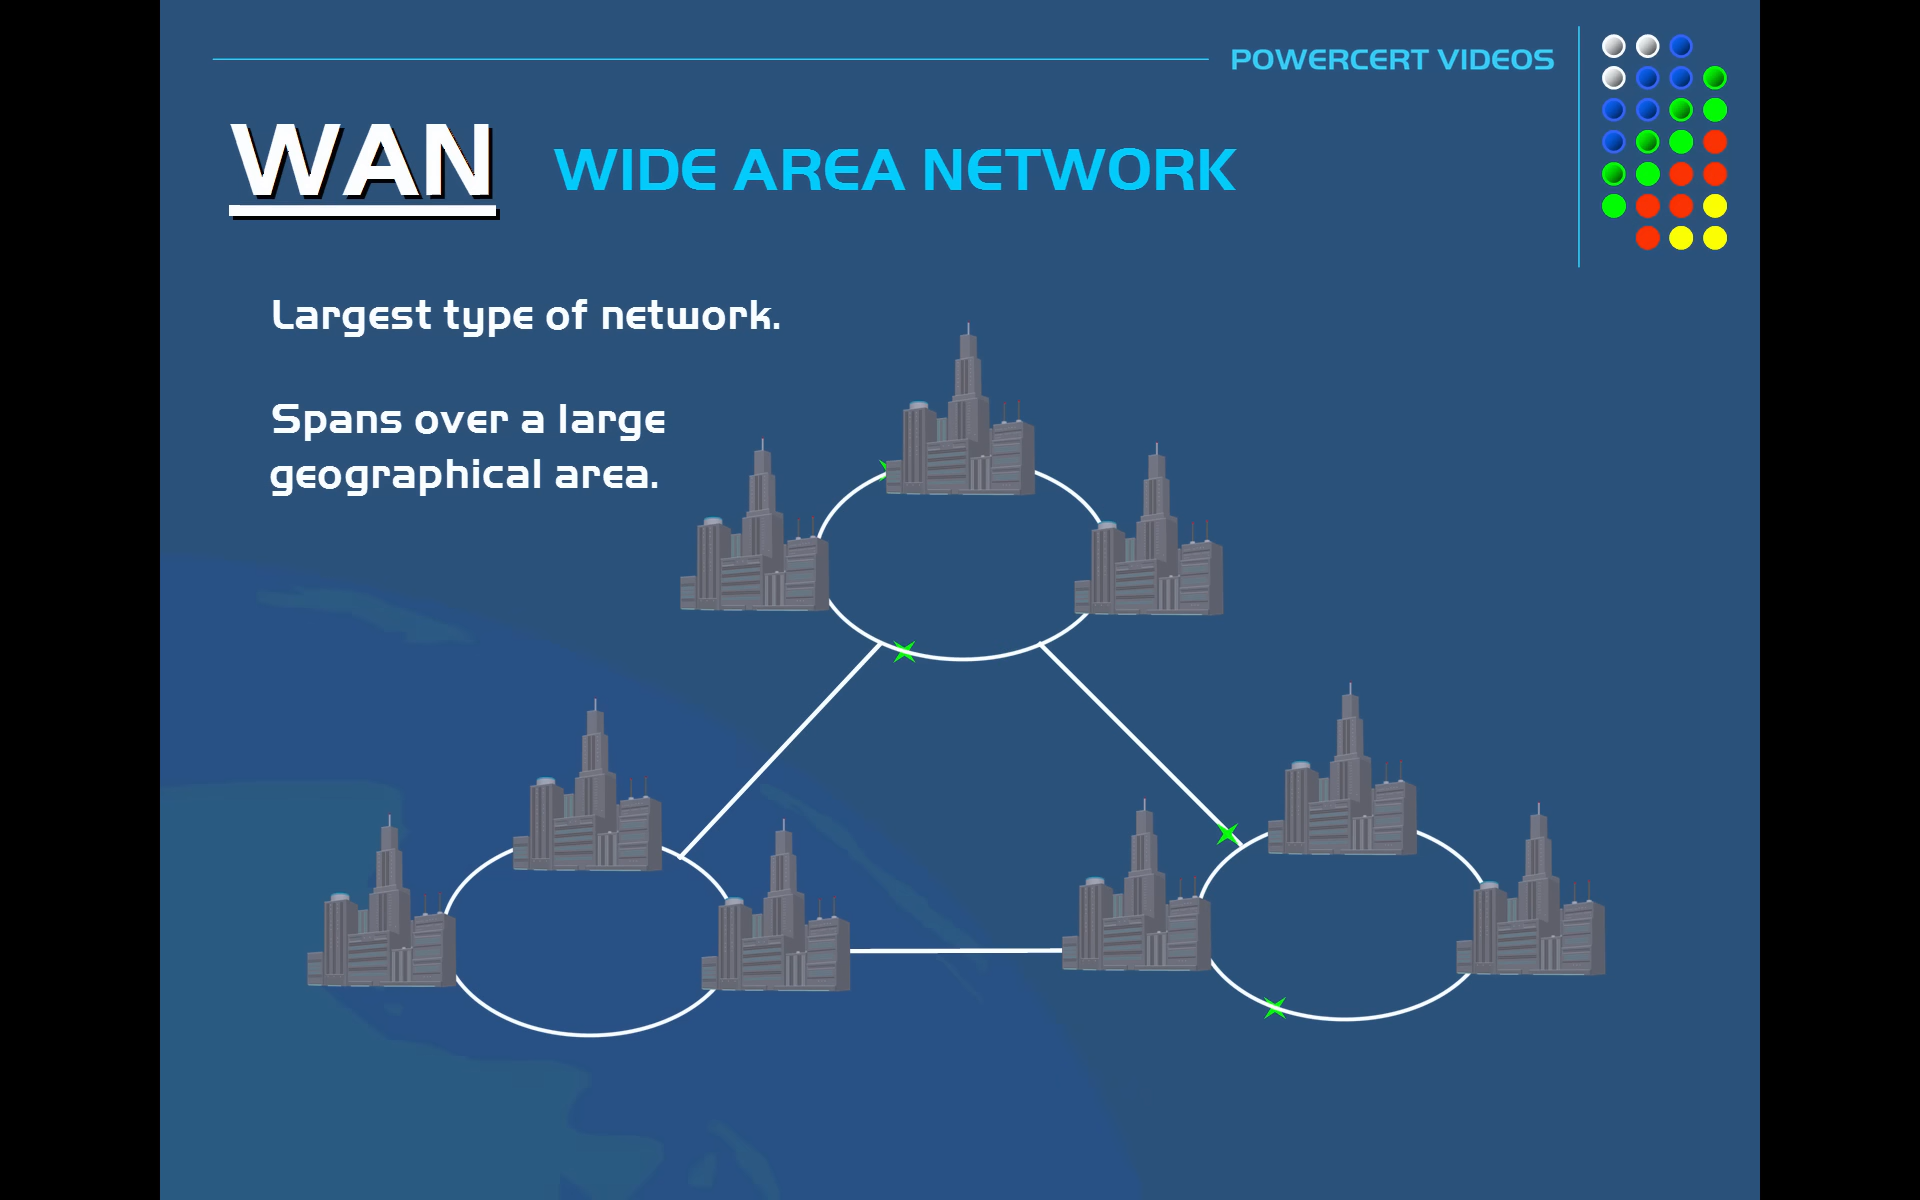 POWERCERT VIDEOS
WAN WIDE AREA NETWORK
Largest type of network.
Spans over a large
geographical area.